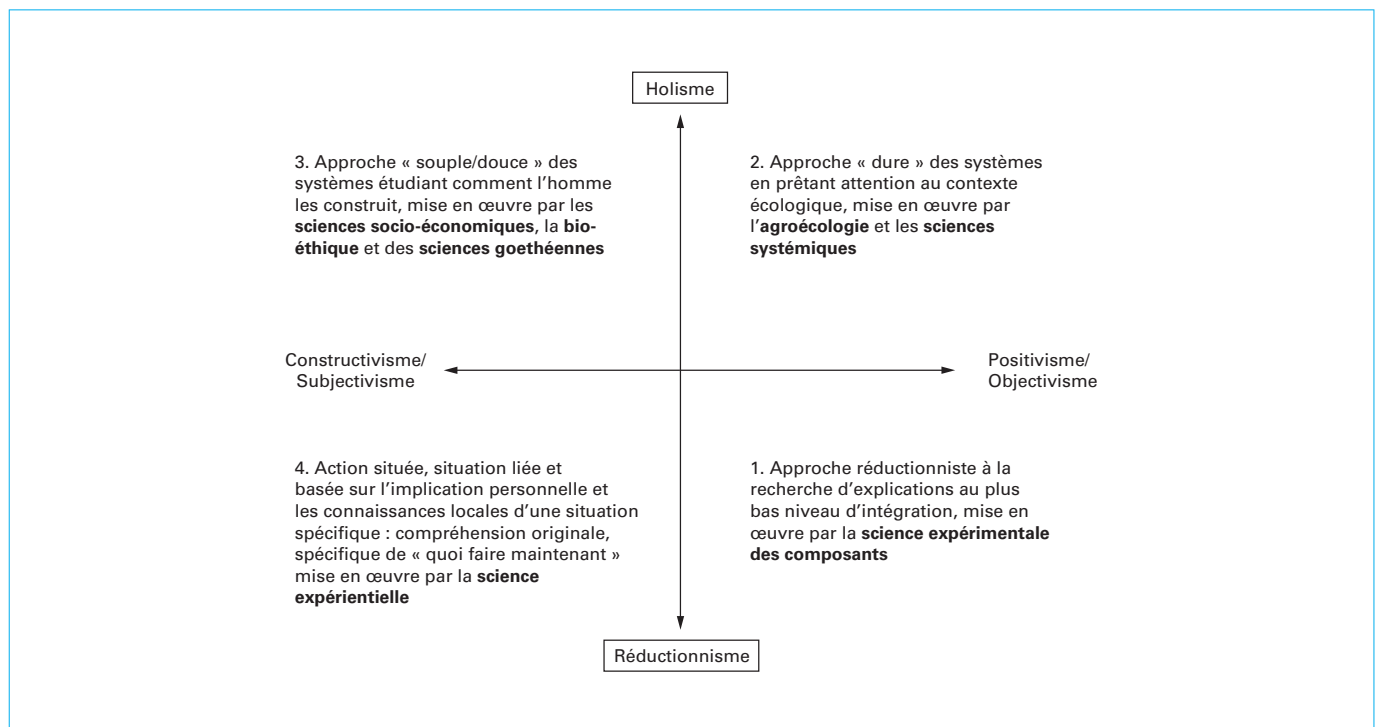 Holisme
3. Approche « souple/douce » des
systèmes étudiant comment l'homme
les construit, mise en œuvre par les
sciences socio-économiques, la bio-
éthique et des sciences goethéennes
2. Approche « dure » des systèmes
en prêtant attention au contexte
écologique, mise en œuvre par
l'agroécologie et les sciences
systémiques
Constructivisme/
Subjectivisme
Positivisme/
Objectivisme
4. Action située, situation liée et
basée sur l'implication personnelle et
les connaissances locales d'une situation
spécifique : compréhension originale,
spécifique de « quoi faire maintenant »
mise en œuvre par la science
expérientielle
1. Approche réductionniste à la
recherche d'explications au plus
bas niveau d'intégration, mise en
œuvre par la science expérimentale
des composants
Réductionnisme